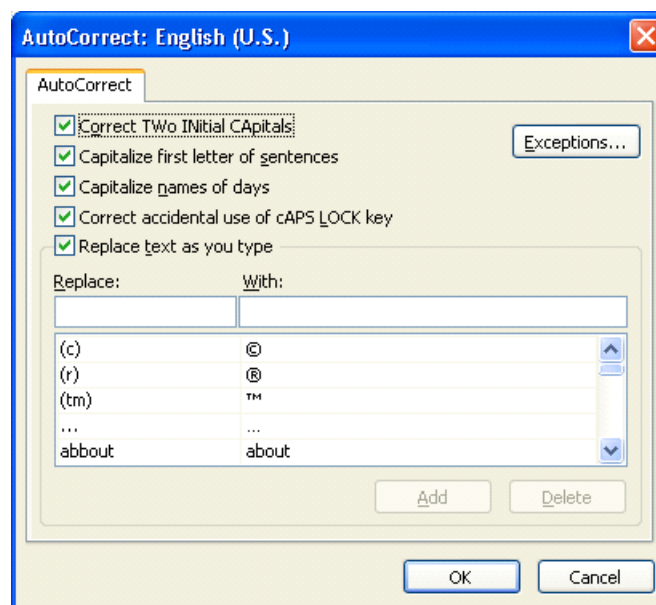 AutoCorrect: English (U.S.)
AutoCorrect
Correct TWo INitial CApitals
Exceptions...
Capitalize first letter of sentences
Capitalize names of days
Correct accidental use of cAPS LOCK key
Replace text as you type
Replace: With:
(c) ©
(r) ®
(tm) ™
... …
abbout about
Add Delete
OK Cancel